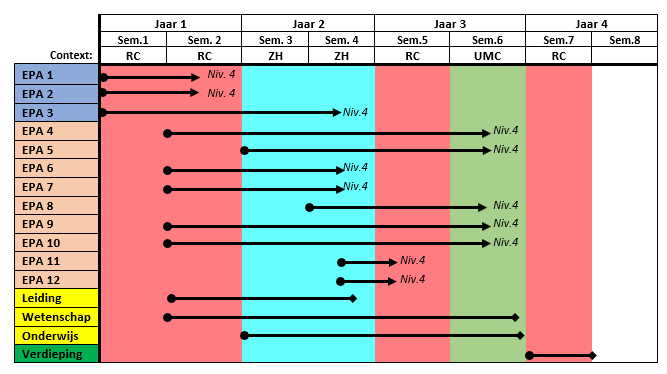 Jaar 1 Jaar 2 Jaar 3 Jaar 4
Sem.1 Sem. 2 Sem. 3 Sem. 4 Sem.5 Sem.6 Sem.7 Sem.8
Context: RC RC ZH ZH RC UMC RC
EPA 1 Niv. 4
EPA 2 Niv. 4
EPA 3 Niv.4
EPA 4 Niv.4
EPA 5 Niv.4
EPA 6 Niv.4
EPA 7 Niv.4
EPA 8 Niv.4
EPA 9 Niv.4
EPA 10 Niv.4
EPA 11 Niv.4
EPA 12 Niv.4
Leiding
Wetenschap
Onderwijs
Verdieping